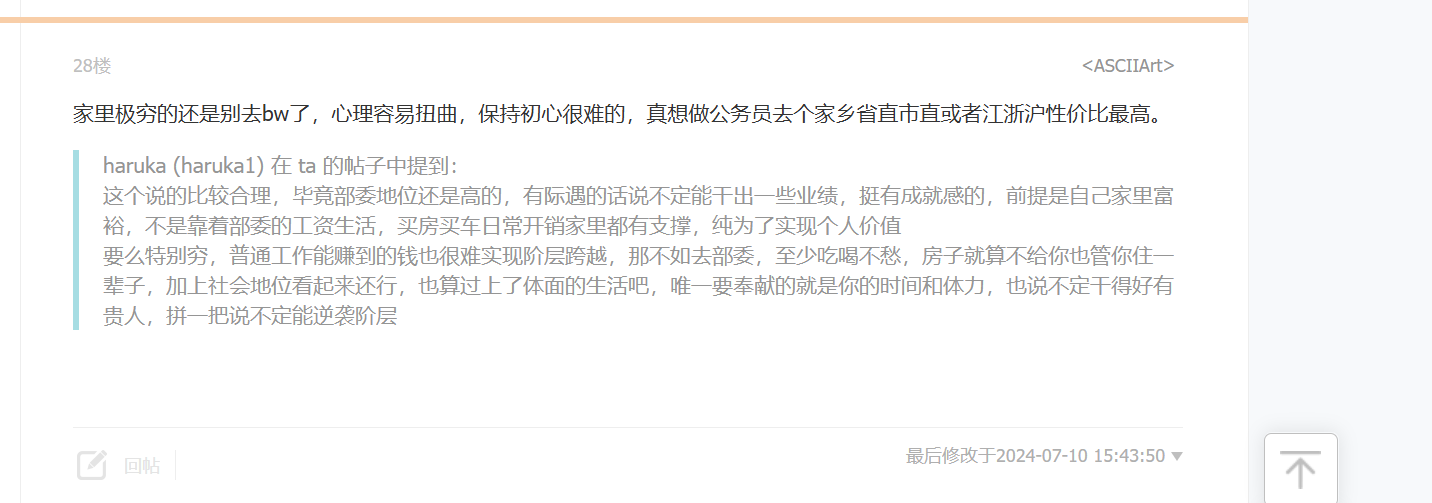 28楼
<ASCIIArt>
家里极穷的还是别去bw了，心理容易扭曲，保持初心很难的，真想做公务员去个家乡省直市直或者江浙沪性价比最高。
haruka (haruka1) 在 ta 的帖子中提到：
这个说的比较合理，毕竟部委地位还是高的，有际遇的话说不定能干出一些业绩，挺有成就感的，前提是自己家里富
裕，不是靠着部委的工资生活，买房买车日常开销家里都有支撑，纯为了实现个人价值
要么特别穷，普通工作能赚到的钱也很难实现阶层跨越，那不如去部委，至少吃喝不愁，房子就算不给你也管你住一
辈子，加上社会地位看起来还行，也算过上了体面的生活吧，唯一要奉献的就是你的时间和体力，也说不定干得好有
贵人，拼一把说不定能逆袭阶层
回帖
最后修改于2024-07-10 15:43:50